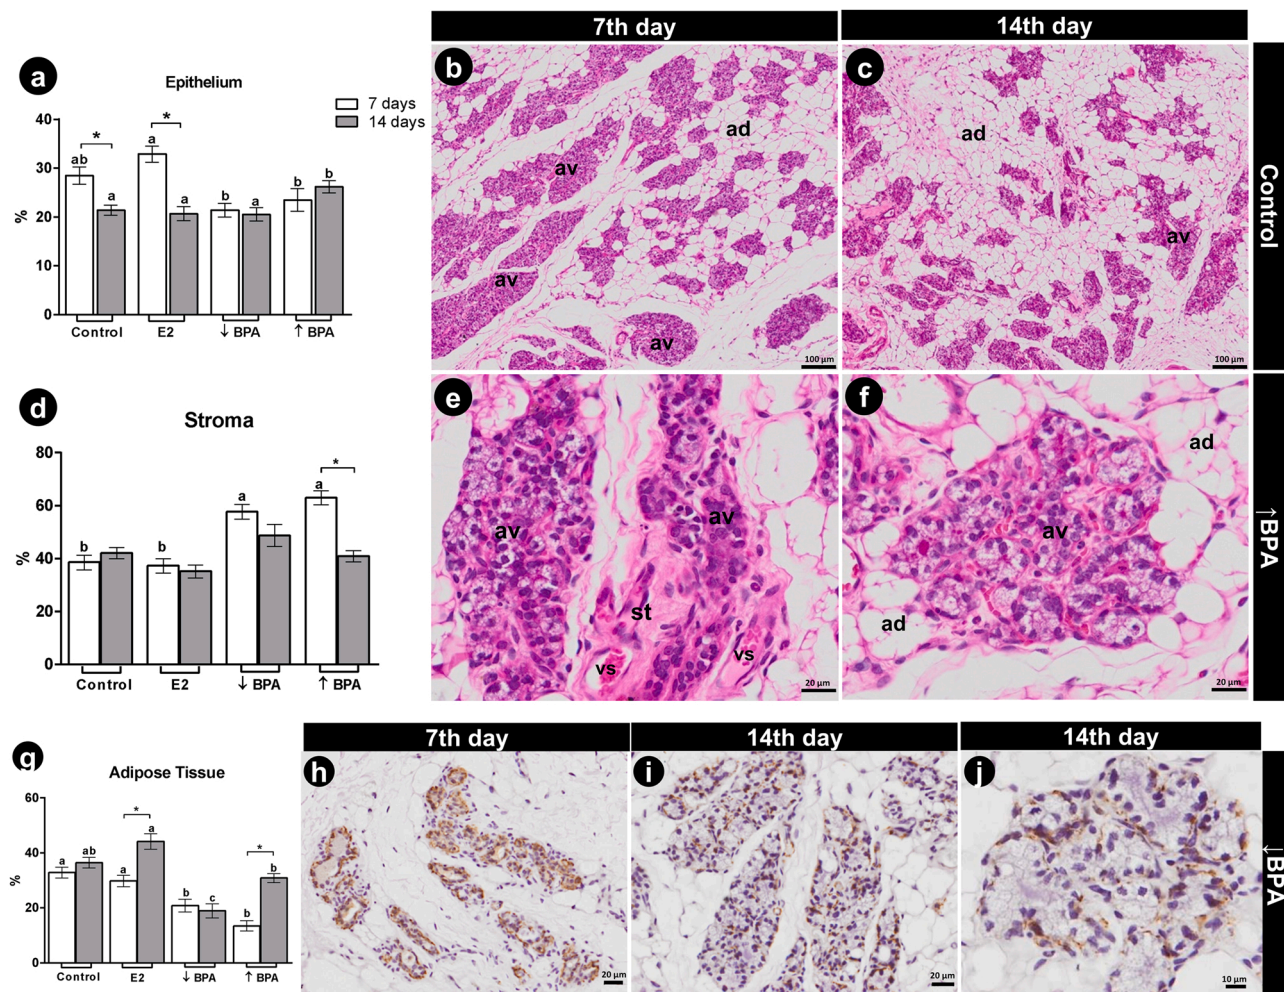 7th day 14th day
a
Epithelium
7 days
14 days
40
30
20
10
0
%
ab a * a a * b a b b
Control E2 ↓ BPA ↑ BPA
b
ad
av
av
av
100 µm
c
ad
av
100 µm
Control
d
Stroma
80
60
40
20
0
%
b b a a *
Control E2 ↓ BPA ↑ BPA
e
av
av
st
vs
vs
20 µm
f
ad
av
ad
20 µm
↑BPA
g
Adipose Tissue
60
40
20
0
%
a ab a a * b c b b *
Control E2 ↓ BPA ↑ BPA
7th day 14th day 14th day
h
20 µm
i
20 µm
j
10 µm
↓BPA